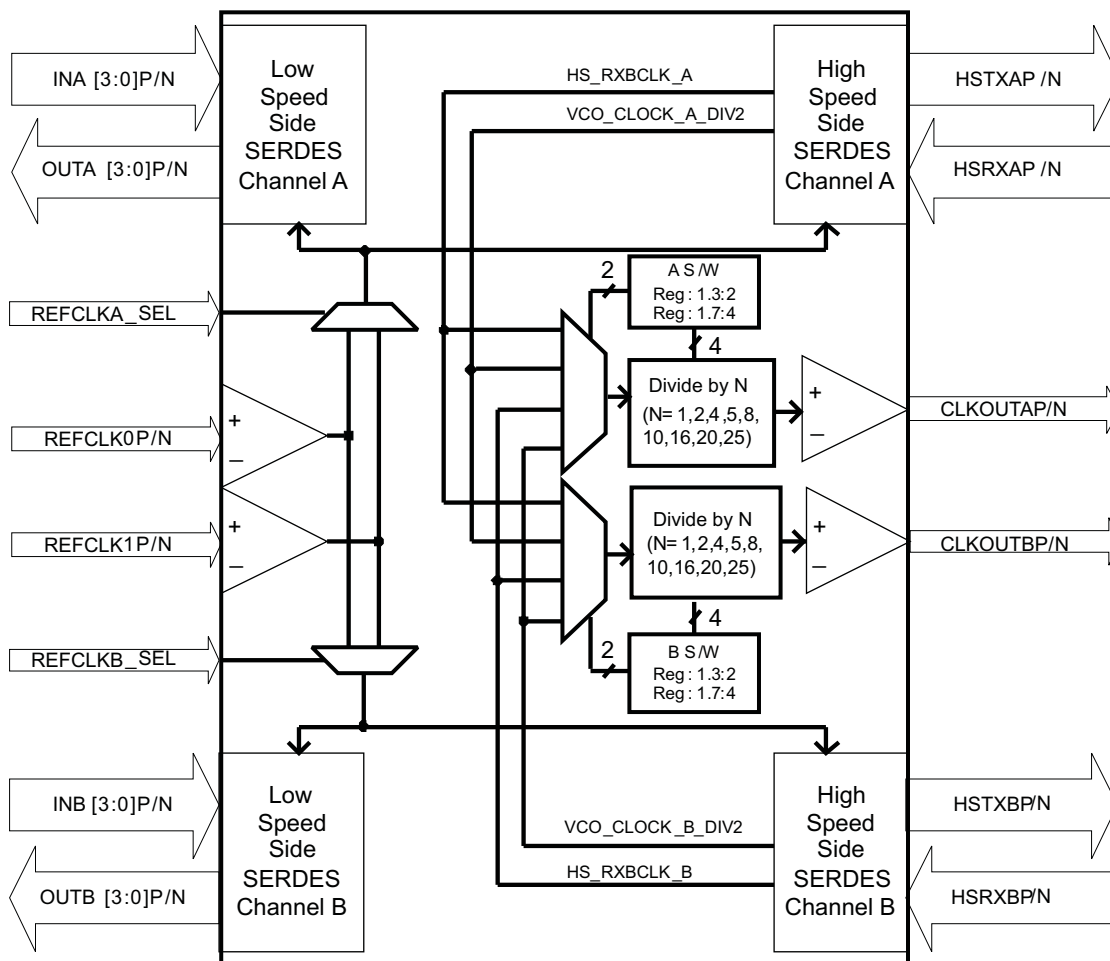 INA [3:0]P/N
OUTA [3:0]P/N
Low
Speed
Side
SERDES
Channel A
HS_RXBCLK_A
VCO_CLOCK_A_DIV2
High
Speed
Side
SERDES
Channel A
HSTXAP/N
HSRXAP/N
REFCLKA_SEL
2
A S/W
Reg: 1.3:2
Reg: 1.7:4
4
+
−
REFCLK0P/N
Divide by N
(N= 1,2,4,5,8,
10,16,20,25)
+
−
CLKOUTAP/N
+
−
REFCLK1P/N
Divide by N
(N= 1,2,4,5,8,
10,16,20,25)
+
−
CLKOUTBP/N
4
2
B S/W
Reg: 1.3:2
Reg: 1.7:4
REFCLKB_SEL
INB [3:0]P/N
OUTB [3:0]P/N
Low
Speed
Side
SERDES
Channel B
VCO_CLOCK_B_DIV2
HS_RXBCLK_B
High
Speed
Side
SERDES
Channel B
HSTXBP/N
HSRXBP/N